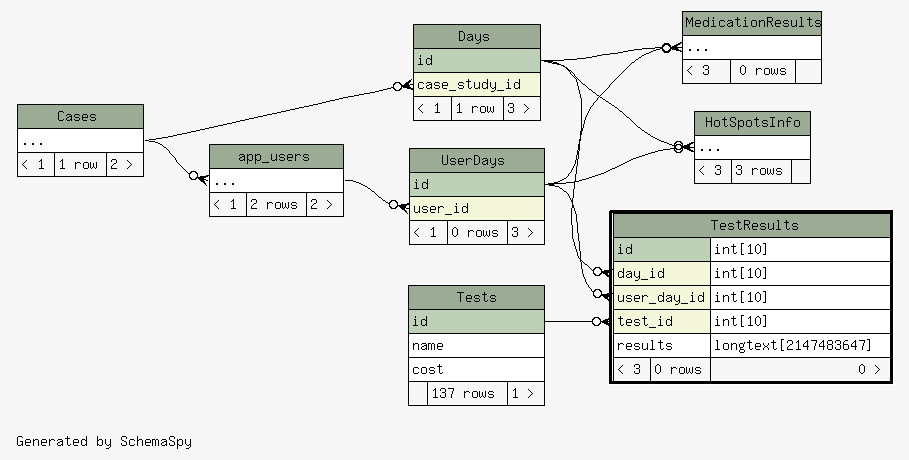 Days
id
case_study_id
< 1 1 row 3 >
MedicationResults
...
< 3 0 rows
Cases
...
< 1 1 row 2 >
app_users
...
< 1 2 rows 2 >
UserDays
id
user_id
< 1 0 rows 3 >
HotSpotsInfo
...
< 3 3 rows
TestResults
id int[10]
day_id int[10]
user_day_id int[10]
test_id int[10]
results longtext[2147483647]
< 3 0 rows 0 >
Tests
id
name
cost
137 rows 1 >
Generated by SchemaSpy